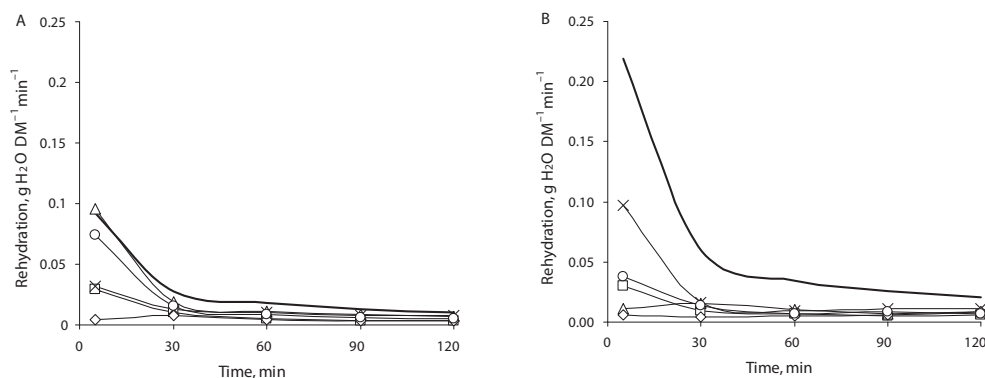 A
Rehydration, g H₂O DM⁻¹ min⁻¹
0.25
0.2
0.15
0.1
0.05
0
0 30 60 90 120
Time, min
B
Rehydration, g H₂O DM⁻¹ min⁻¹
0.25
0.20
0.15
0.10
0.05
0.00
0 30 60 90 120
Time, min